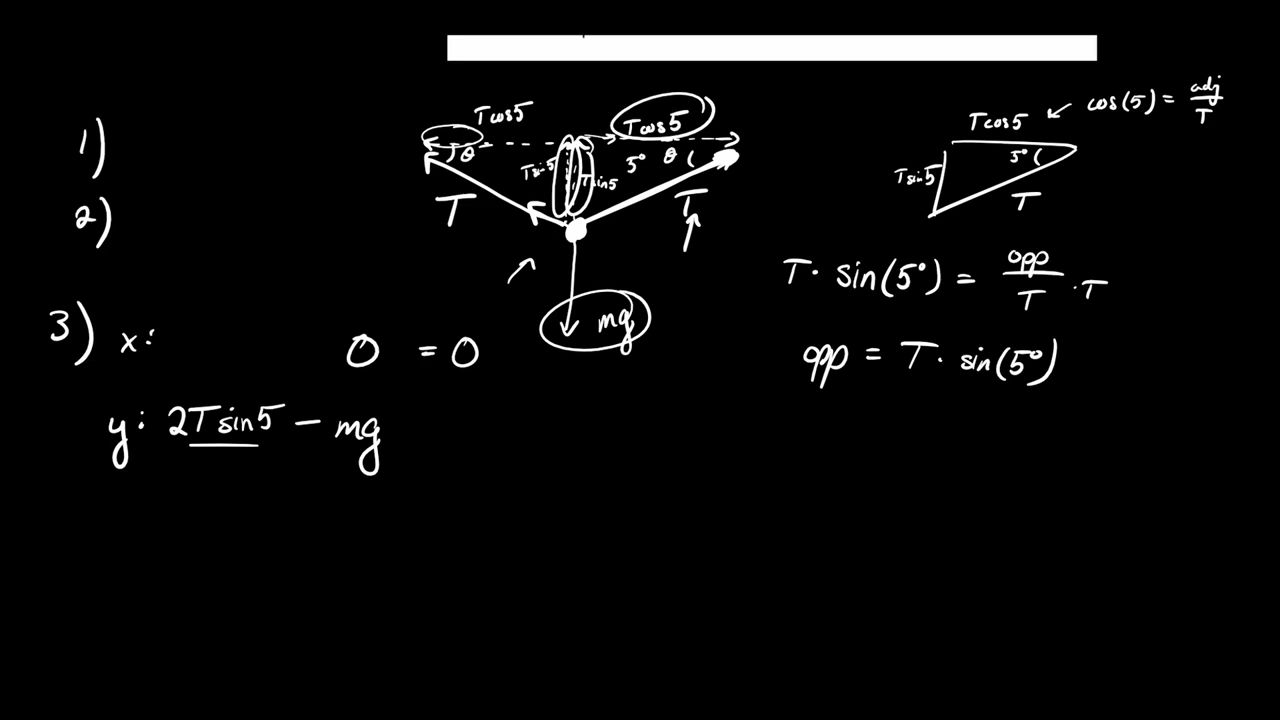 1)
2)
3) x: 0 = 0
y: 2Tsin5 - mg
Tcos5
Tcos5
θ
Tsin5
Tsin5
5°
θ
T
T
mg
cos(5) = adj/T
Tcos5
5°
Tsin5
T
T · sin(5°) = opp/T · T
opp = T · sin(5°)